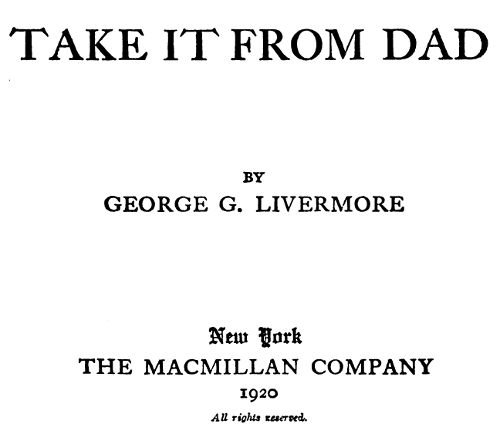 TAKE IT FROM DAD
BY
GEORGE G. LIVERMORE
New York
THE MACMILLAN COMPANY
1920
All rights reserved.